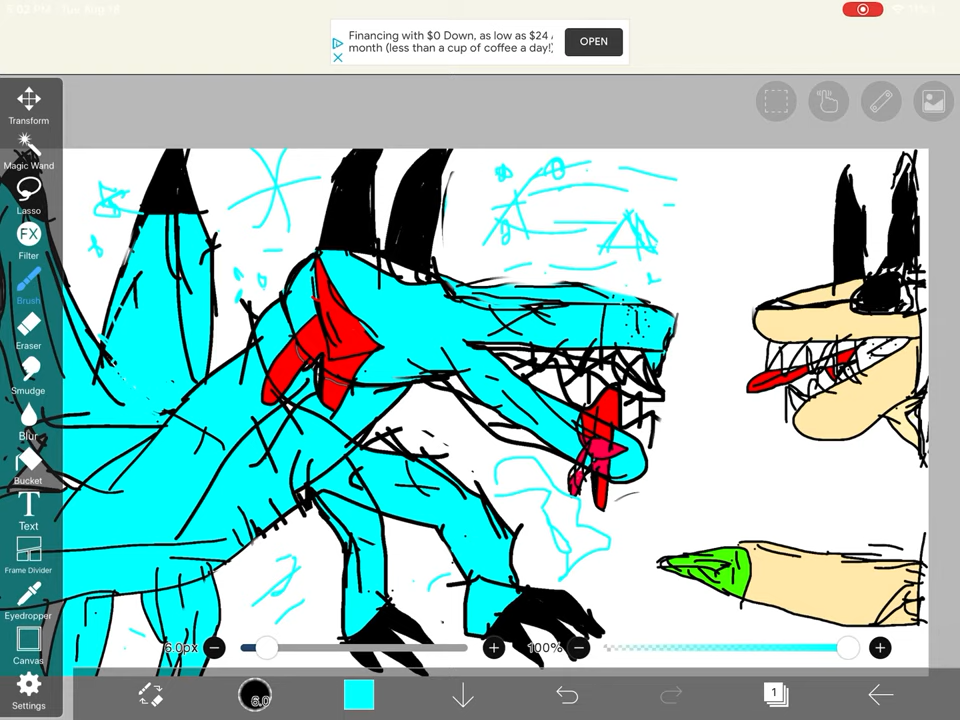 Financing with $0 Down, as low as $24
month (less than a cup of coffee a day!)
OPEN
Transform
Magic Wand
Lasso
FX
Filter
Brush
Eraser
Smudge
Blur
Bucket
T
Text
Frame Divider
Eyedropper
Canvas
Settings
6.0px
100%
6.0
1